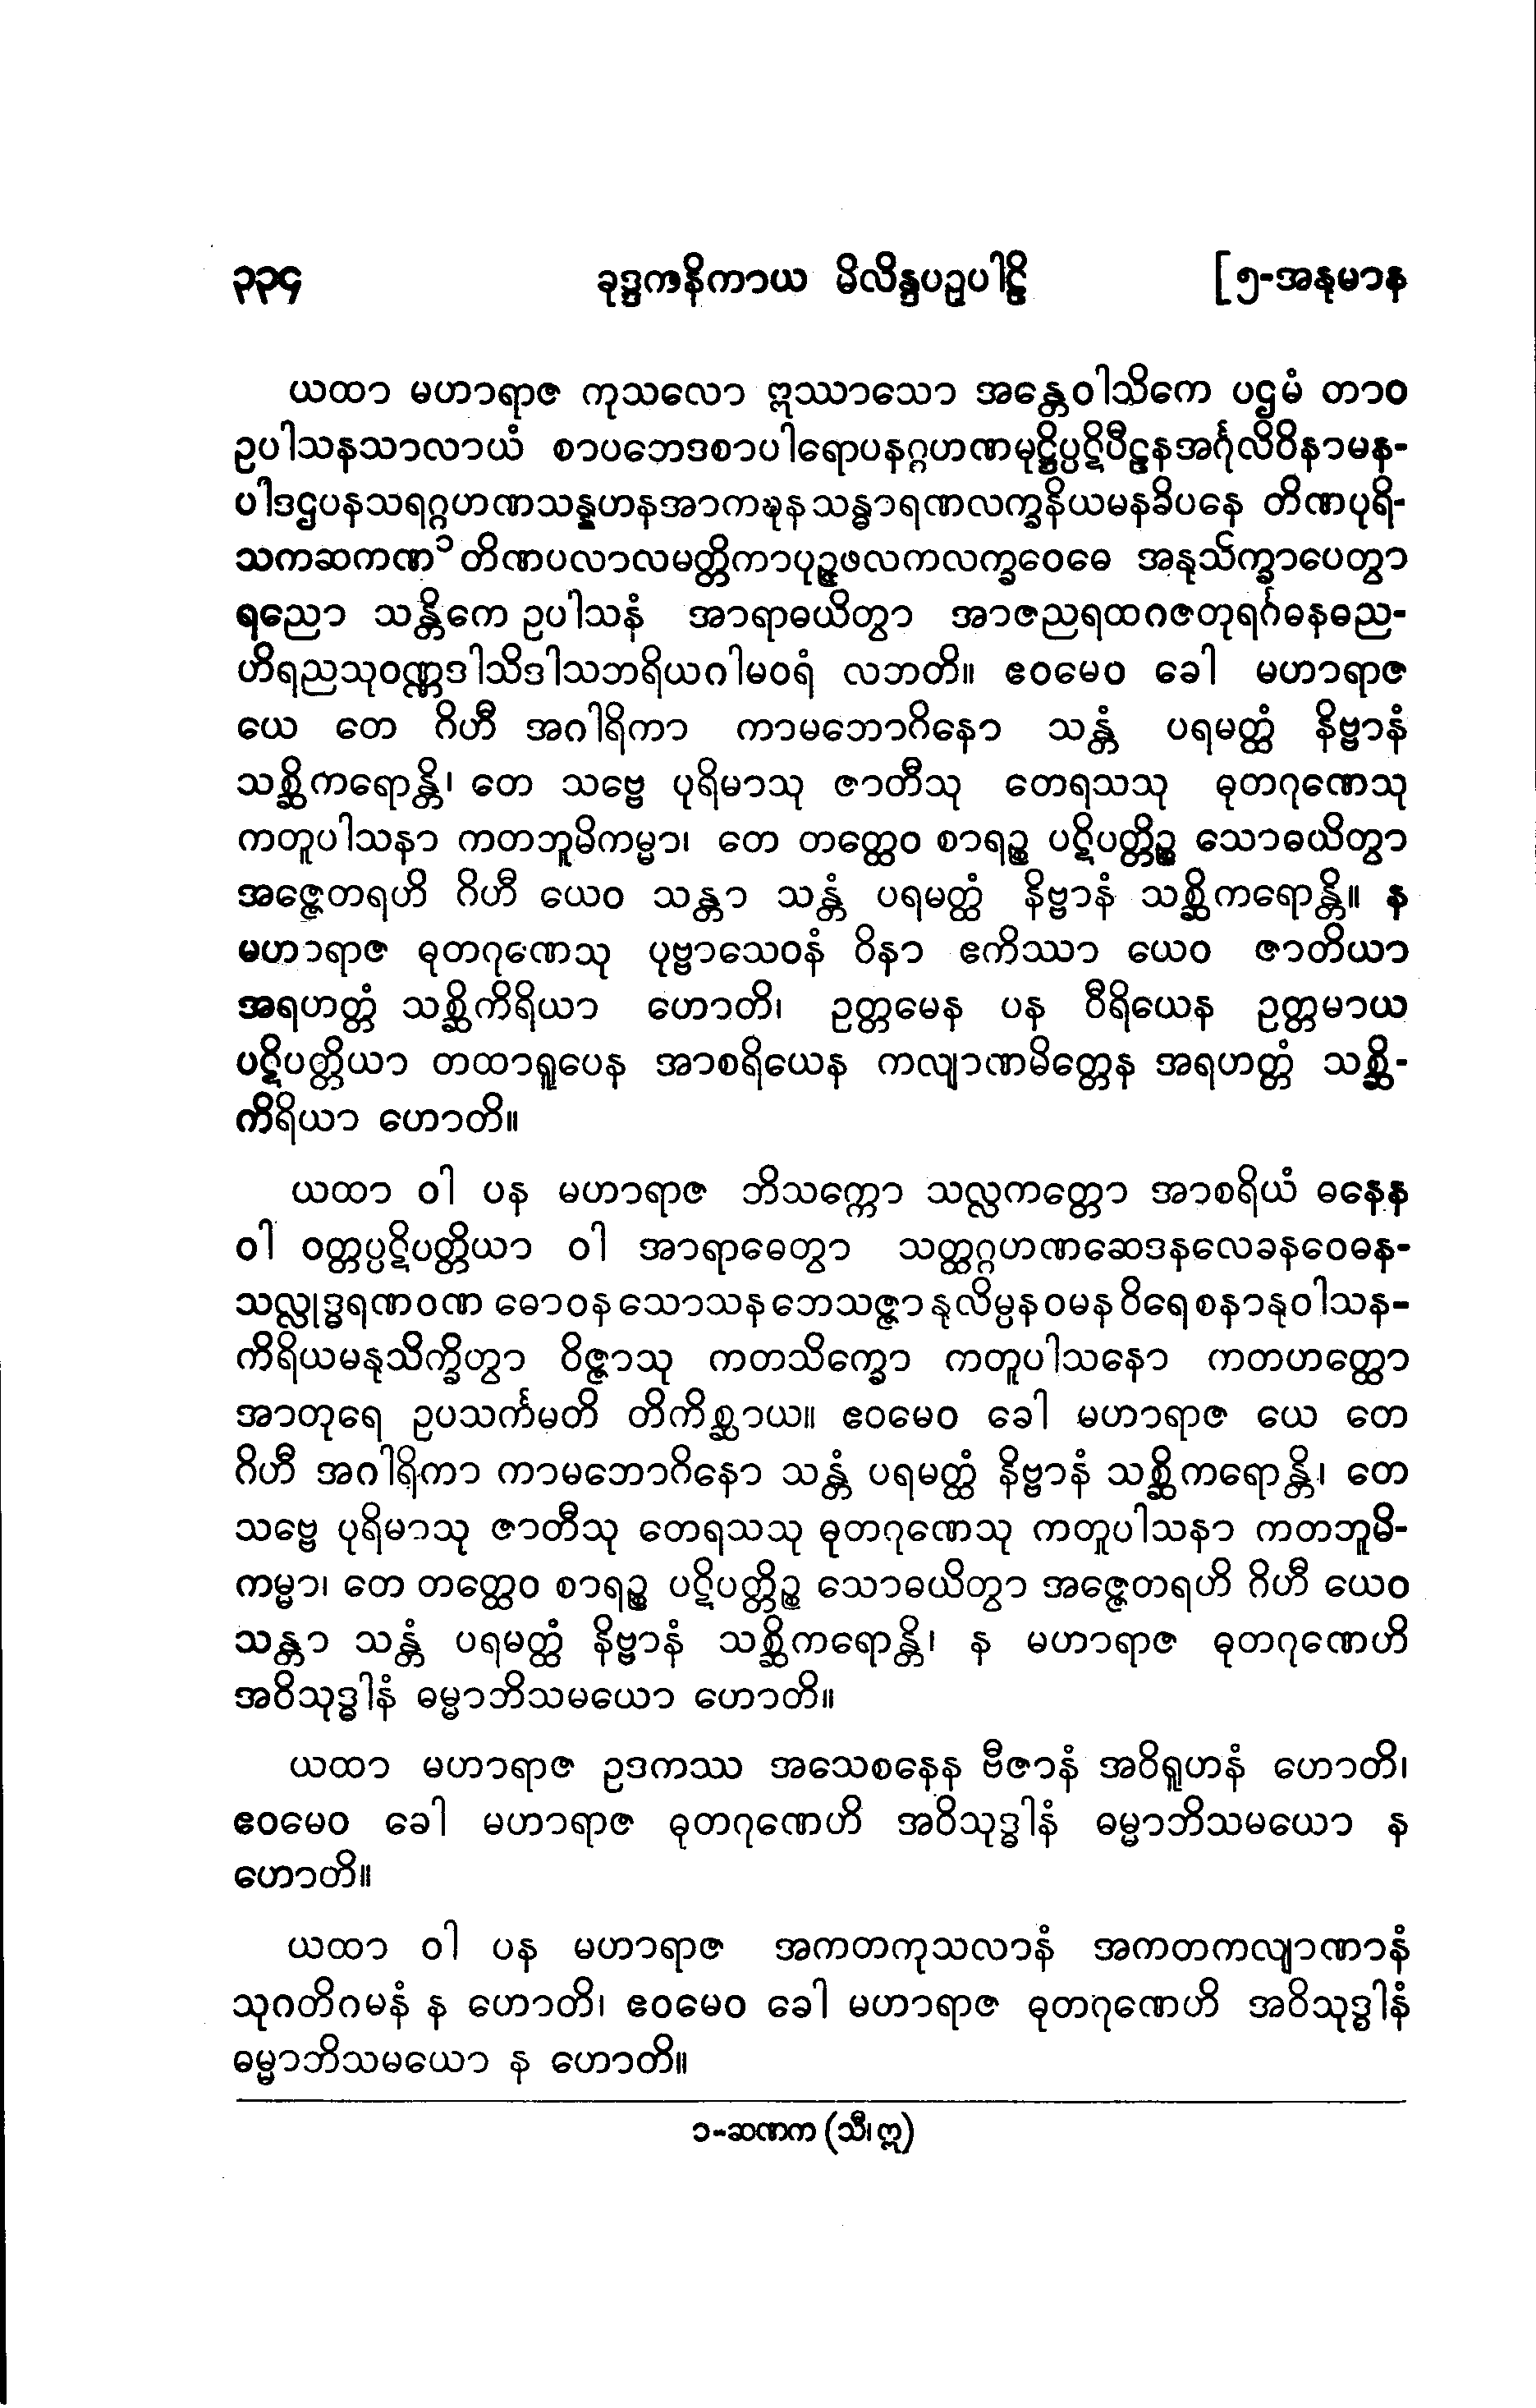 ၃၃၄ ခုဒ္ဒကနိကာယ မိလိန္ဒပဉှပါဠိ [၅-အနုမာန
ယထာ မဟာရာဇ ကုသလော ဣဿာသော အန္တေဝါသိကေ ပဌမံ တာဝ
ဥပါသနသာလာယံ စာပဘေဒစာပါရောပနဂ္ဂဟဏမုဋ္ဌိပ္ပဋိပီဠနအင်္ဂုလိဝိနာမန-
ပါဒဌပနသရဂ္ဂဟဏသန္နဟနအာကဍ္ဎနသန္ဓာရဏလက္ခနိယမနခိပနေ တိဏပုရိ-
သကဆကဏ၁ တိဏပလာလမတ္တိကာပုဉ္ဇဖလကလက္ခဝေဓေ အနုသိက္ခာပေတွာ
ရညော သန္တိကေ ဥပါသနံ အာရာဓယိတွာ အာဇညရထဂဇတုရင်္ဂဓနဓည-
ဟိရညသုဝဏ္ဏဒါသိဒါသဘရိယဂါမဝရံ လဘတိ။ ဧဝမေဝ ခေါ မဟာရာဇ
ယေ တေ ဂိဟီ အဂါရိကာ ကာမဘောဂိနော သန္တံ ပရမတ္ထံ နိဗ္ဗာနံ
သစ္ဆိကရောန္တိ၊ တေ သဗ္ဗေ ပုရိမာသု ဇာတီသု တေရသသု ဓုတဂုဏေသု
ကတူပါသနာ ကတဘူမိကမ္မာ၊ တေ တတ္ထေဝ စာရဉ္စ ပဋိပတ္တိဉ္စ သောဓယိတွာ
အဇ္ဇေတရဟိ ဂိဟီ ယေဝ သန္တာ သန္တံ ပရမတ္ထံ နိဗ္ဗာနံ သစ္ဆိကရောန္တိ။ န
မဟာရာဇ ဓုတဂုဏေသု ပုဗ္ဗာသေဝနံ ဝိနာ ဧကိဿာ ယေဝ ဇာတိယာ
အရဟတ္တံ သစ္ဆိကိရိယာ ဟောတိ၊ ဥတ္တမေန ပန ဝီရိယေန ဥတ္တမာယ
ပဋိပတ္တိယာ တထာရူပေန အာစရိယေန ကလျာဏမိတ္တေန အရဟတ္တံ သစ္ဆိ-
ကိရိယာ ဟောတိ။
ယထာ ဝါ ပန မဟာရာဇ ဘိသက္ကော သလ္လကတ္တော အာစရိယံ ဓနေန
ဝါ ဝတ္တပ္ပဋိပတ္တိယာ ဝါ အာရာဓေတွာ သတ္ထဂ္ဂဟဏဆေဒနလေခနဝေဓန-
သလ္လုဒ္ဓရဏဝဏ ဓောဝနသောသနဘေသဇ္ဇာနုလိမ္ပနဝမနဝိရေစနာနုဝါသန-
ကိရိယမနုသိက္ခိတွာ ဝိဇ္ဇာသု ကတသိက္ခော ကတူပါသနော ကတဟတ္ထော
အာတုရေ ဥပသင်္ကမတိ တိကိစ္ဆာယ။ ဧဝမေဝ ခေါ မဟာရာဇ ယေ တေ
ဂိဟီ အဂါရိကာ ကာမဘောဂိနော သန္တံ ပရမတ္ထံ နိဗ္ဗာနံ သစ္ဆိကရောန္တိ၊ တေ
သဗ္ဗေ ပုရိမာသု ဇာတီသု တေရသသု ဓုတဂုဏေသု ကတူပါသနာ ကတဘူမိ-
ကမ္မာ၊ တေ တတ္ထေဝ စာရဉ္စ ပဋိပတ္တိဉ္စ သောဓယိတွာ အဇ္ဇေတရဟိ ဂိဟီ ယေဝ
သန္တာ သန္တံ ပရမတ္ထံ နိဗ္ဗာနံ သစ္ဆိကရောန္တိ၊ န မဟာရာဇ ဓုတဂုဏေဟိ
အဝိသုဒ္ဓါနံ ဓမ္မာဘိသမယော ဟောတိ။
ယထာ မဟာရာဇ ဥဒကဿ အသေစနေန ဗီဇာနံ အဝိရူဟနံ ဟောတိ၊
ဧဝမေဝ ခေါ မဟာရာဇ ဓုတဂုဏေဟိ အဝိသုဒ္ဓါနံ ဓမ္မာဘိသမယော န
ဟောတိ။
ယထာ ဝါ ပန မဟာရာဇ အကတကုသလာနံ အကတကလျာဏာနံ
သုဂတိဂမနံ န ဟောတိ၊ ဧဝမေဝ ခေါ မဟာရာဇ ဓုတဂုဏေဟိ အဝိသုဒ္ဓါနံ
ဓမ္မာဘိသမယော န ဟောတိ။
၁-ဆဏက (သီ၊ ဣ)